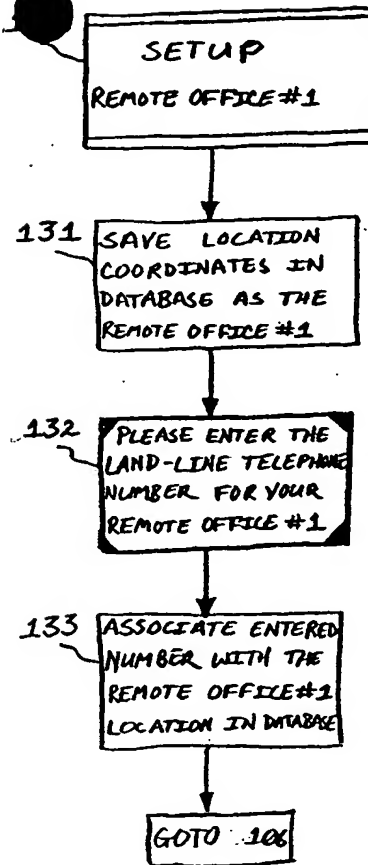 SETUP
REMOTE OFFICE #1
131
SAVE LOCATION
COORDINATES IN
DATABASE AS THE
REMOTE OFFICE #1
132
PLEASE ENTER THE
LAND-LINE TELEPHONE
NUMBER FOR YOUR
REMOTE OFFICE #1
133
ASSOCIATE ENTERED
NUMBER WITH THE
REMOTE OFFICE #1
LOCATION IN DATABASE
GOTO 106